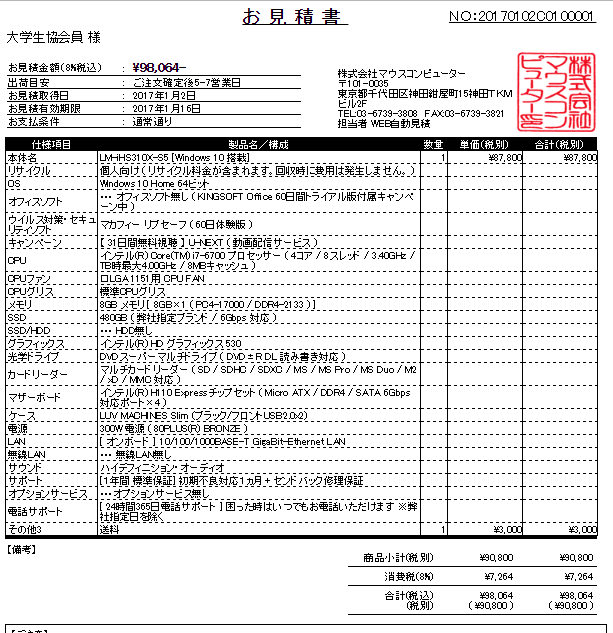 お見積書
NO:20170102C0100001
大学生協会員 様
お見積金額(8%税込) : ¥98,064-
出荷目安 : ご注文確定後5-7営業日
お見積取得日 : 2017年1月2日
お見積有効期限 : 2017年1月16日
お支払条件 : 通常通り
株式会社マウスコンピューター
〒101-0035
東京都千代田区神田紺屋町15神田TKM
ビル2F
TEL:03-6739-3808 FAX:03-6739-3821
担当者 WEB自動見積
株式会社
マウスコン
ピューター
仕様項目 製品名/構成 数量 単価(税別) 合計(税別)
本体名 LM-iHS310X-S5 [Windows 10 搭載] 1 ¥87,800 ¥87,800
リサイクル 個人向け(リサイクル料金が含まれます。回収時に費用は発生しません。)
OS Windows 10 Home 64ビット
オフィスソフト ・・・ オフィスソフト無し ( KINGSOFT Office 60日間トライアル版付属キャンペ
ーン中 )
ウイルス対策・セキュ
リティソフト マカフィー リブセーフ ( 60日体験版 )
キャンペーン 【 31日間無料視聴 】 U-NEXT ( 動画配信サービス )
CPU インテル(R) Core(TM) i7-6700 プロセッサー ( 4コア / 8スレッド / 3.40GHz /
TB時最大4.00GHz / 8MBキャッシュ )
CPUファン □LGA1151用 CPU FAN
CPUグリス 標準CPUグリス
メモリ 8GB メモリ [ 8GB×1 ( PC4-17000 / DDR4-2133 ) ]
SSD 480GB ( 弊社指定ブランド / 6Gbps 対応 )
SSD/HDD ・・・ HDD無し
グラフィックス インテル(R) HD グラフィックス 530
光学ドライブ DVDスーパーマルチドライブ ( DVD±R DL 読み書き対応 )
カードリーダー マルチカードリーダー ( SD / SDHC / SDXC / MS / MS Pro / MS Duo / M2
/ xD / MMC 対応 )
マザーボード インテル(R) H110 Expressチップセット ( Micro ATX / DDR4 / SATA 6Gbps
対応ポート×4 )
ケース LUV MACHINES Slim (ブラック/フロントUSB2.0x2)
電源 300W 電源 ( 80PLUS(R) BRONZE )
LAN [ オンボード ] 10/100/1000BASE-T GigaBit-Ethernet LAN
無線LAN ・・・ 無線LAN無し
サウンド ハイデフィニション・オーディオ
サポート [1年間 標準保証] 初期不良対応1ヵ月 + センドバック修理保証
オプションサービス ・・・オプションサービス無し
電話サポート [ 24時間365日電話サポート ] 困った時はいつでもお電話いただけます ※弊
社指定日を除く
その他3 送料 1 ¥3,000 ¥3,000
【備考】
商品小計(税別) ¥90,800 ¥90,800
消費税(8%) ¥7,264 ¥7,264
合計(税込) ¥98,064 ¥98,064
(税別) ( ¥90,800 ) ( ¥90,800 )